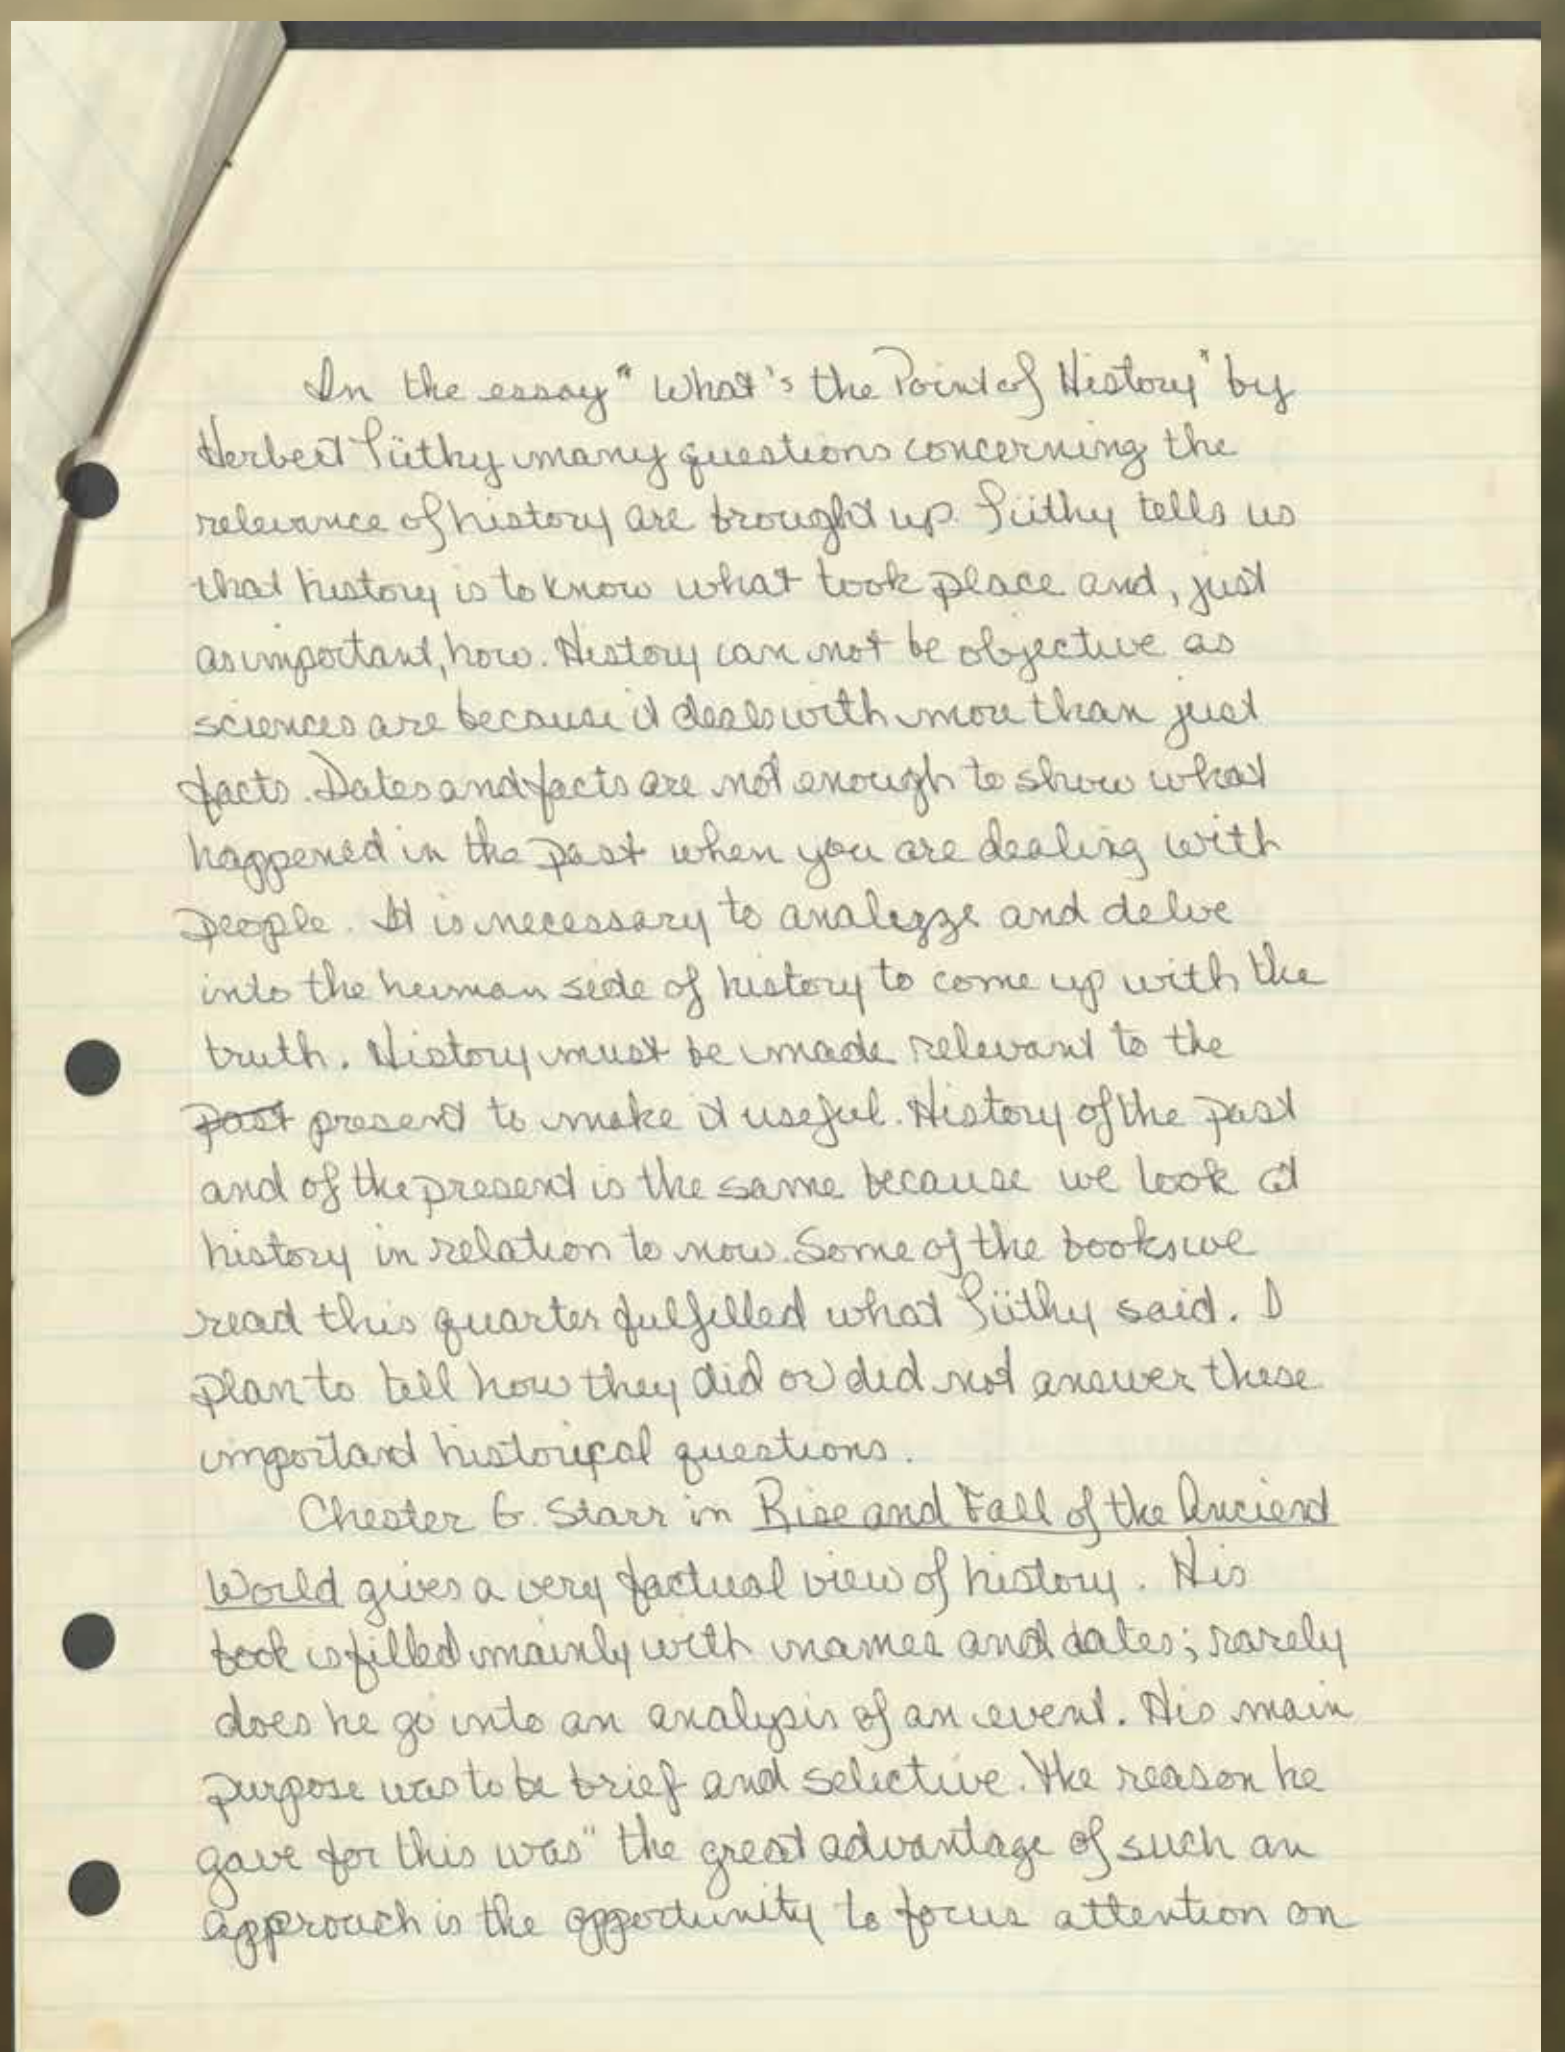 In the essay "What's the Point of History" by
Herbert Lüthy many questions concerning the
relevance of history are brought up. Lüthy tells us
that history is to know what took place and, just
as important, how. History can not be objective as
sciences are because it deals with more than just
facts. Dates and facts are not enough to show what
happened in the past when you are dealing with
people. It is necessary to analyze and delve
into the human side of history to come up with the
truth. History must be made relevant to the
past present to make it useful. History of the past
and of the present is the same because we look at
history in relation to now. Some of the books we
read this quarter fulfilled what Lüthy said. I
plan to tell how they did or did not answer these
important historical questions.
Chester G. Starr in Rise and Fall of the Ancient
World gives a very factual view of history. His
book is filled mainly with names and dates; rarely
does he go into an analysis of an event. His main
purpose was to be brief and selective. The reason he
gave for this was "the great advantage of such an
approach is the opportunity to focus attention on